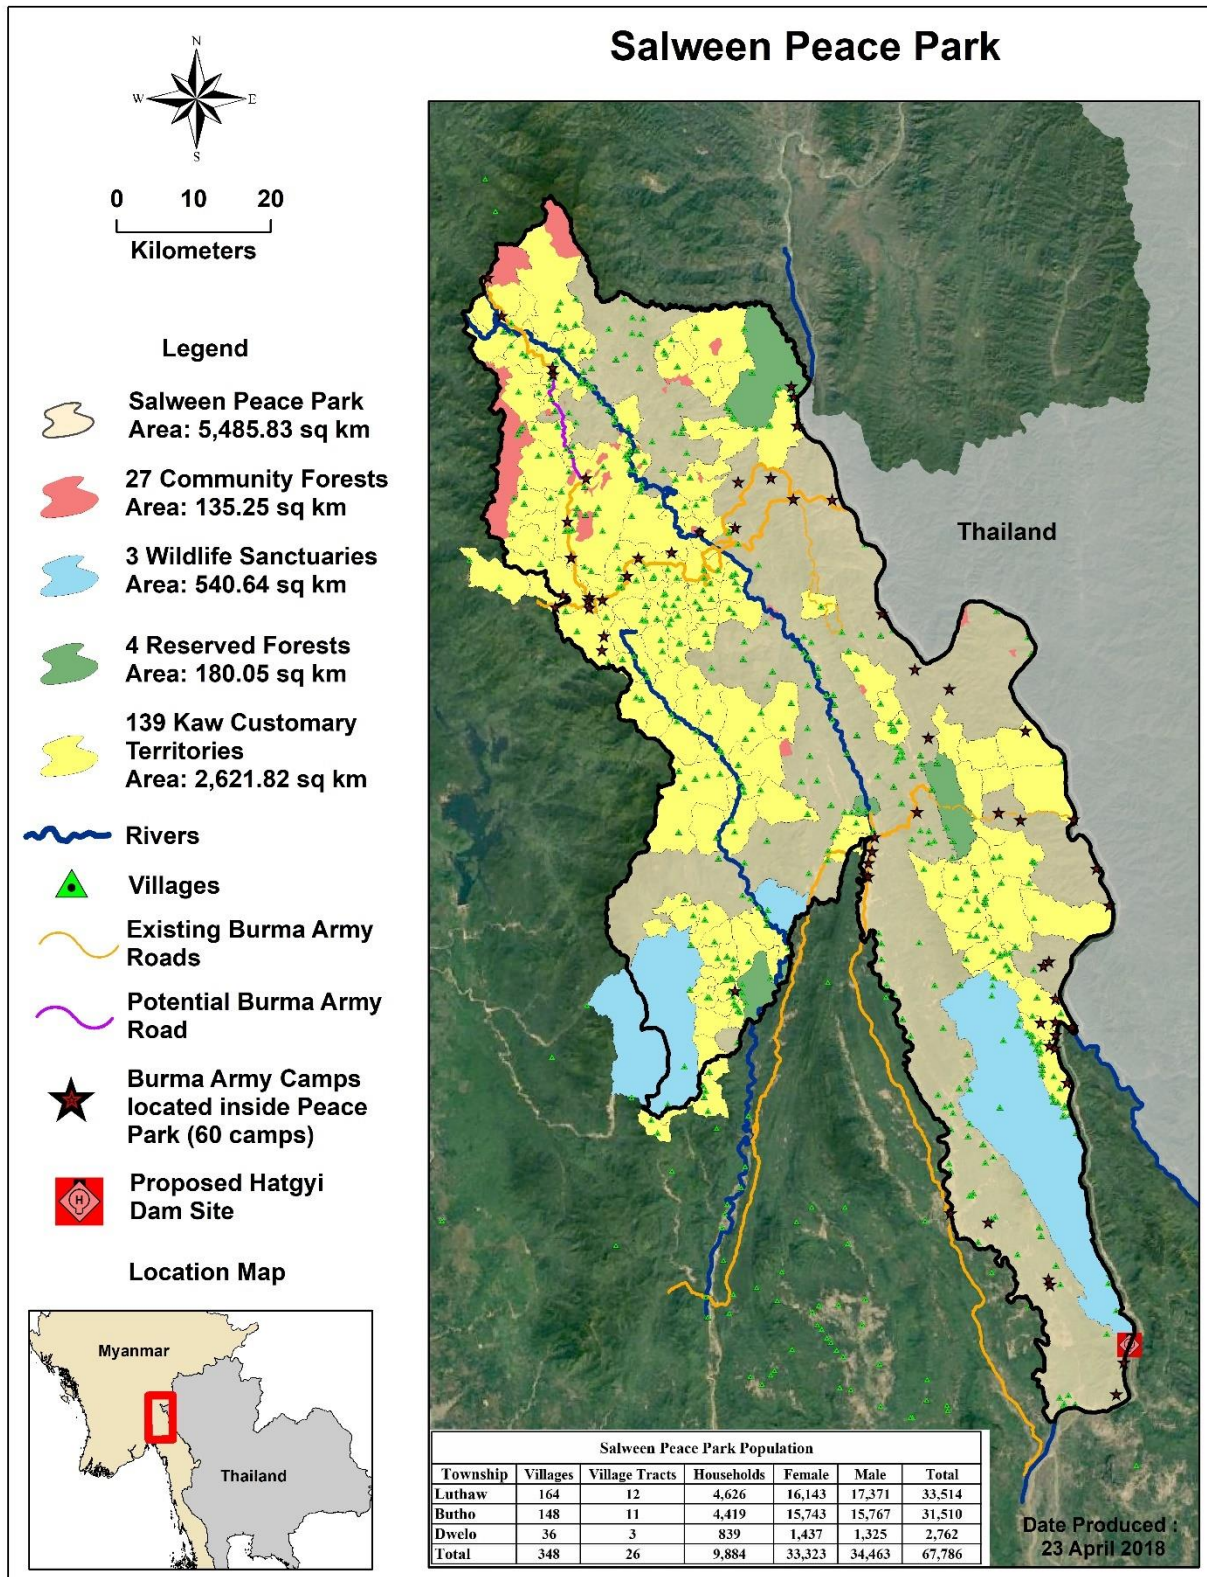 Salween Peace Park
N
W
E
S
0 10 20
Kilometers
Legend
Salween Peace Park
Area: 5,485.83 sq km
27 Community Forests
Area: 135.25 sq km
3 Wildlife Sanctuaries
Area: 540.64 sq km
4 Reserved Forests
Area: 180.05 sq km
139 Kaw Customary
Territories
Area: 2,621.82 sq km
Rivers
Villages
Existing Burma Army
Roads
Potential Burma Army
Road
Burma Army Camps
located inside Peace
Park (60 camps)
H
Proposed Hatgyi
Dam Site
Location Map
Myanmar
Thailand
Thailand
Salween Peace Park Population
Township Villages Village Tracts Households Female Male Total
Luthaw 164 12 4,626 16,143 17,371 33,514
Butho 148 11 4,419 15,743 15,767 31,510
Dwelo 36 3 839 1,437 1,325 2,762
Total 348 26 9,884 33,323 34,463 67,786
Date Produced :
23 April 2018